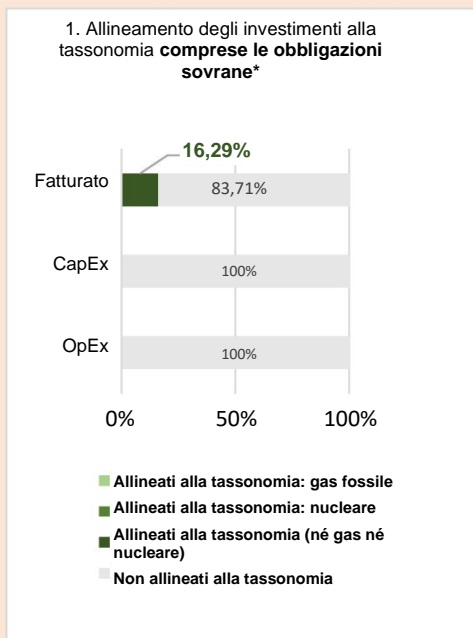 1. Allineamento degli investimenti alla
tassonomia comprese le obbligazioni
sovrane*
16,29%
Fatturato
83,71%
CapEx
100%
OpEx
100%
0% 50% 100%
Allineati alla tassonomia: gas fossile
Allineati alla tassonomia: nucleare
Allineati alla tassonomia (né gas né
nucleare)
Non allineati alla tassonomia